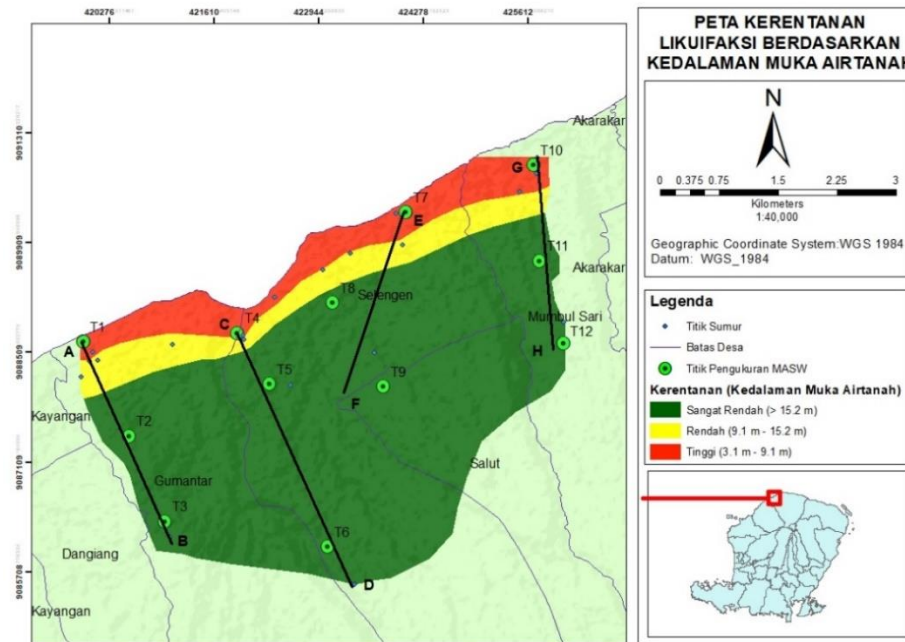 420276
421610
422944
424278
425612
9091310
9089909
9088509
9087109
9085708
Akarakar
T10
G
T7
E
T11
Akarakar
T8
Selengen
Mumbul Sari
T12
H
T1
A
C
T4
T5
T9
F
Kayangan
T2
Gumantar
Salut
T3
B
T6
Dangiang
D
Kayangan
PETA KERENTANAN
LIKUIFAKSI BERDASARKAN
KEDALAMAN MUKA AIRTANAH
N
0 0.375 0.75 1.5 2.25 3
Kilometers
1:40,000
Geographic Coordinate System:WGS 1984
Datum: WGS_1984
Legenda
Titik Sumur
Batas Desa
Titik Pengukuran MASW
Kerentanan (Kedalaman Muka Airtanah)
Sangat Rendah (> 15.2 m)
Rendah (9.1 m - 15.2 m)
Tinggi (3.1 m - 9.1 m)